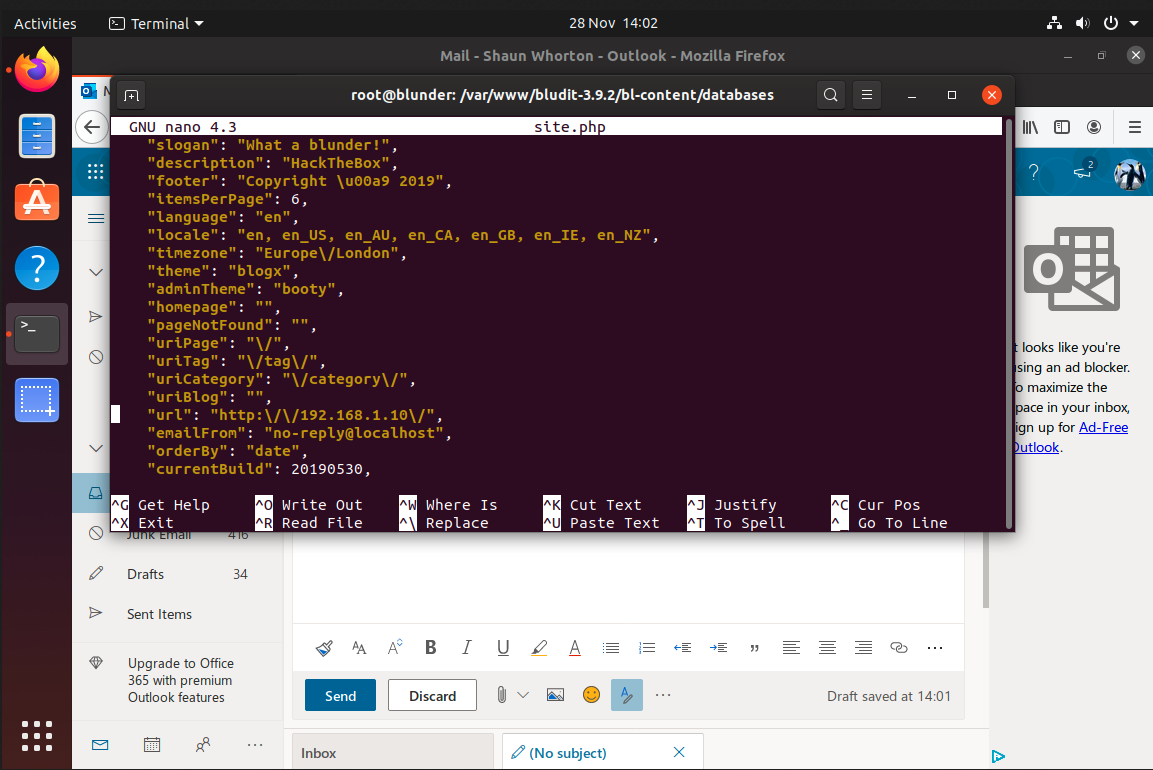 Activities
Terminal
28 Nov 14:02
Mail - Shaun Whorton - Outlook - Mozilla Firefox
root@blunder: /var/www/bludit-3.9.2/bl-content/databases
GNU nano 4.3 site.php
"slogan": "What a blunder!",
"description": "HackTheBox",
"footer": "Copyright \u00a9 2019",
"itemsPerPage": 6,
"language": "en",
"locale": "en, en_US, en_AU, en_CA, en_GB, en_IE, en_NZ",
"timezone": "Europe\/London",
"theme": "blogx",
"adminTheme": "booty",
"homepage": "",
"pageNotFound": "",
"uriPage": "\/",
"uriTag": "\/tag\/",
"uriCategory": "\/category\/",
"uriBlog": "",
"url": "http:\/\/192.168.1.10\/",
"emailFrom": "no-reply@localhost",
"orderBy": "date",
"currentBuild": 20190530,
^G Get Help ^O Write Out ^W Where Is ^K Cut Text ^J Justify ^C Cur Pos
^X Exit ^R Read File ^\ Replace ^U Paste Text ^T To Spell ^_ Go To Line
2
t looks like you're
sing an ad blocker.
o maximize the
pace in your inbox,
ign up for Ad-Free
Outlook.
Junk Email 416
Drafts 34
Sent Items
Upgrade to Office
365 with premium
Outlook features
Send
Discard
Draft saved at 14:01
Inbox
(No subject)